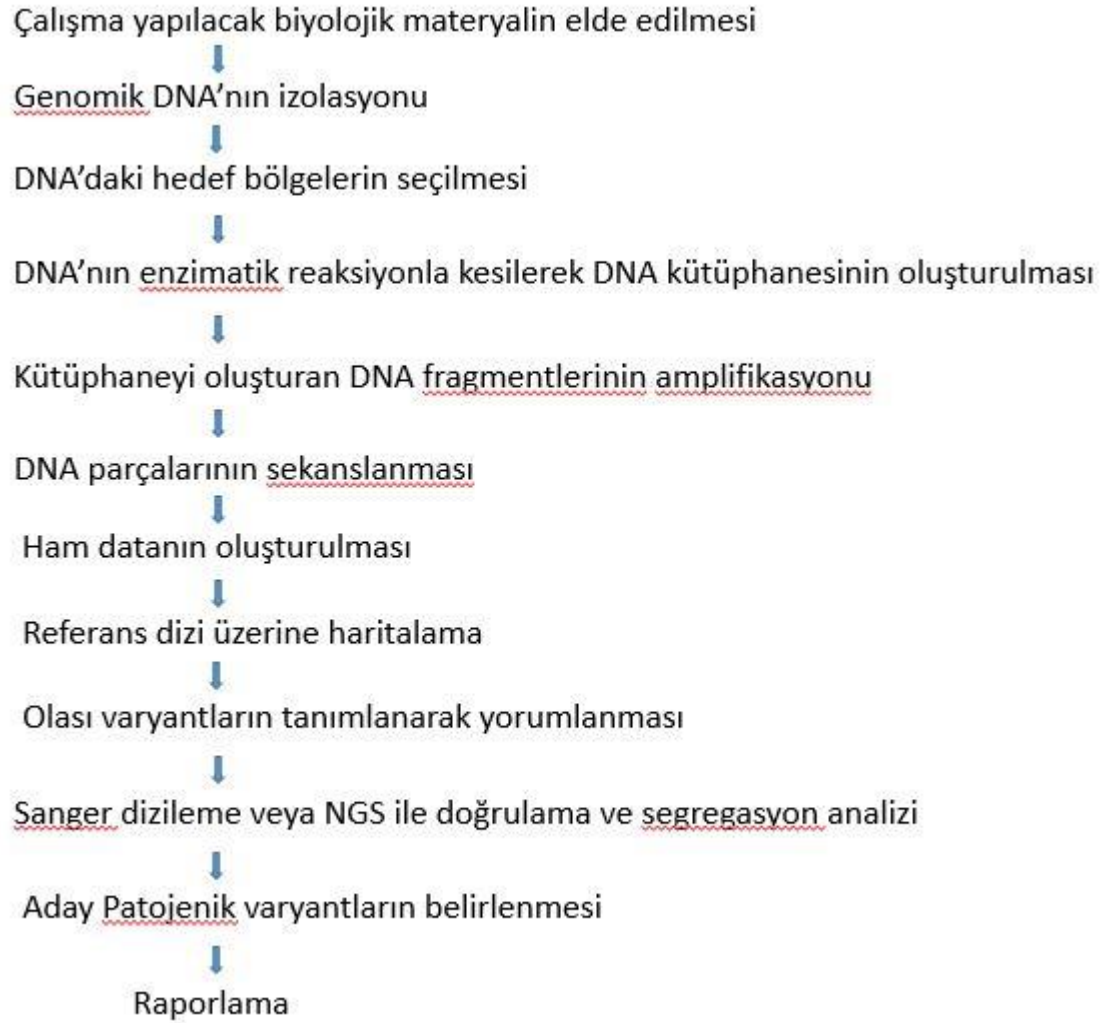 Çalışma yapılacak biyolojik materyalin elde edilmesi
Genomik DNA’nın izolasyonu
DNA’daki hedef bölgelerin seçilmesi
DNA’nın enzimatik reaksiyonla kesilerek DNA kütüphanesinin oluşturulması
Kütüphaneyi oluşturan DNA fragmentlerinin amplifikasyonu
DNA parçalarının sekanslanması
Ham datanın oluşturulması
Referans dizi üzerine haritalama
Olası varyantların tanımlanarak yorumlanması
Sanger dizileme veya NGS ile doğrulama ve segregasyon analizi
Aday Patojenik varyantların belirlenmesi
Raporlama